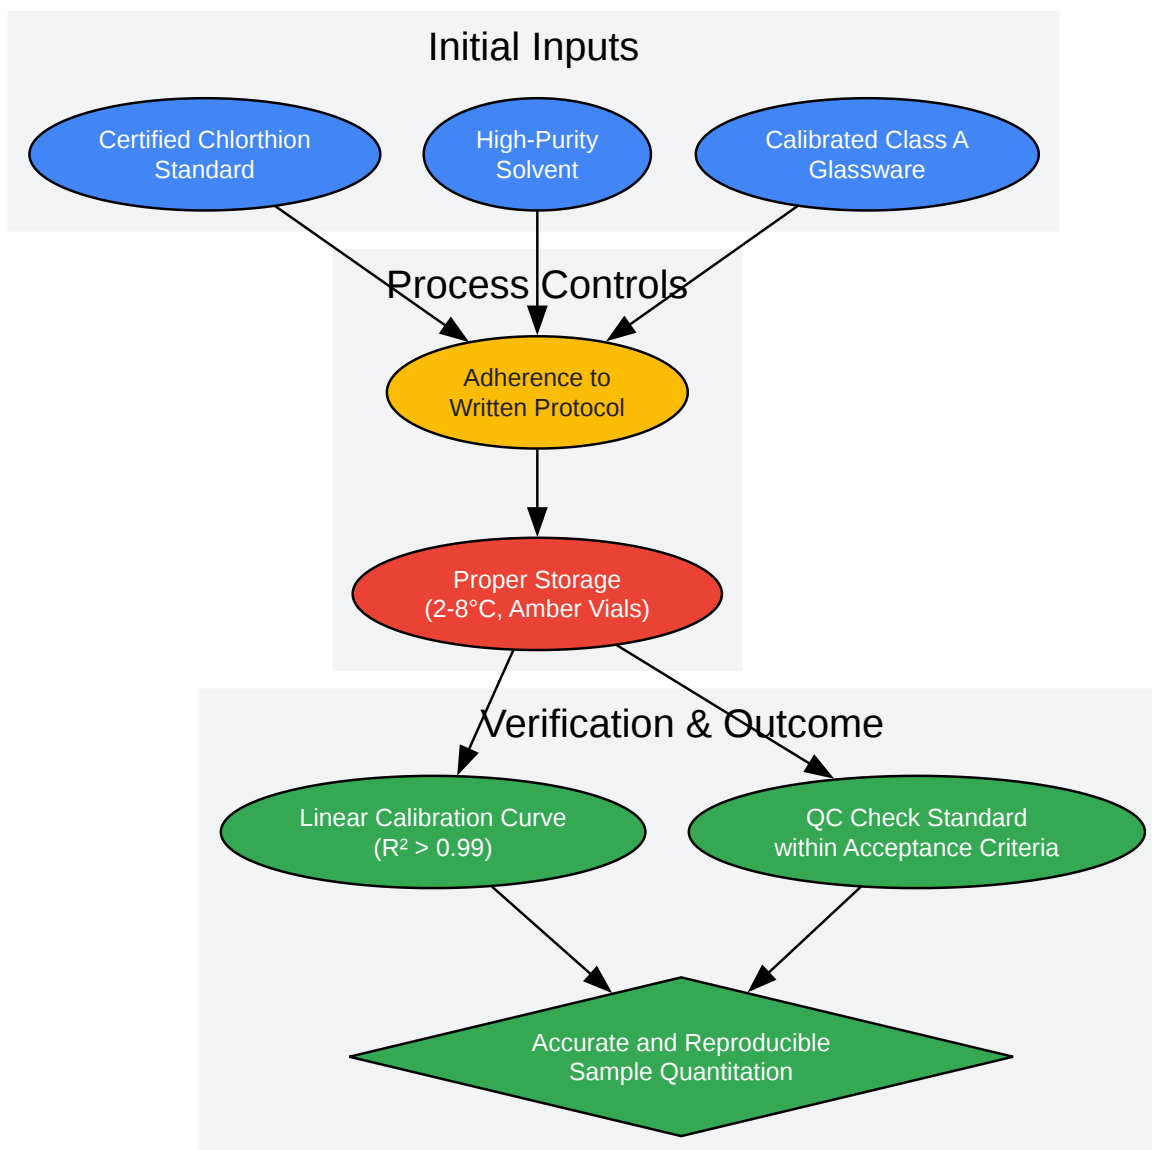 Initial Inputs
Certified Chlorthion
Standard
High-Purity
Solvent
Calibrated Class A
Glassware
Process Controls
Adherence to
Written Protocol
Proper Storage
(2-8°C, Amber Vials)
Verification & Outcome
Linear Calibration Curve
(R² > 0.99)
QC Check Standard
within Acceptance Criteria
Accurate and Reproducible
Sample Quantitation